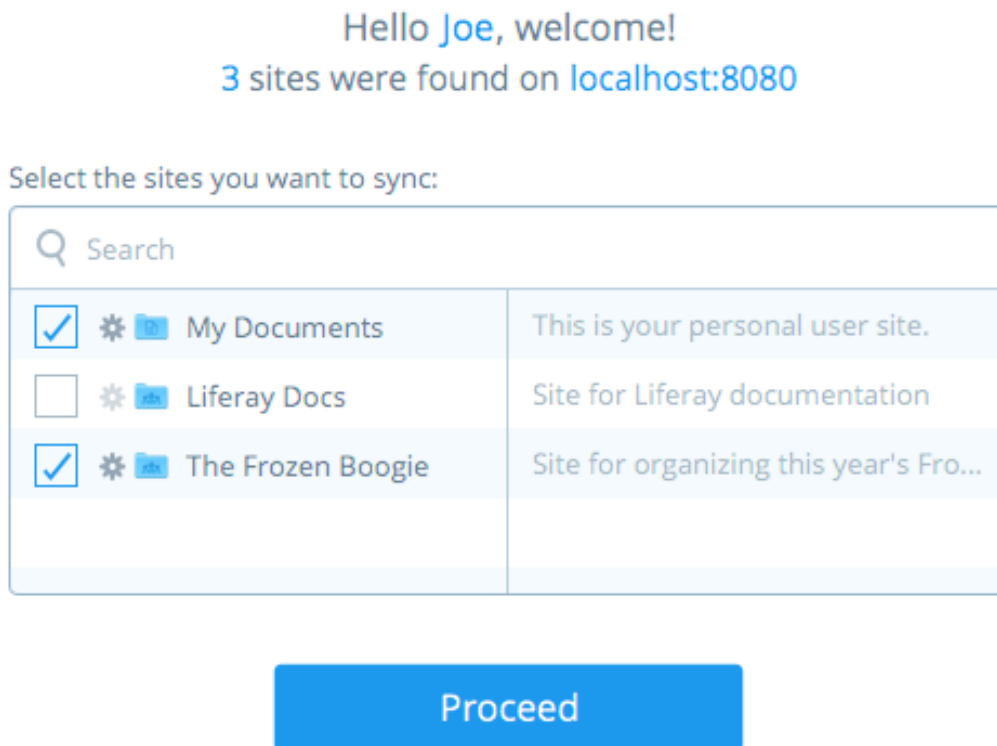 Hello Joe, welcome!
3 sites were found on localhost:8080
Select the sites you want to sync:
Search
My Documents This is your personal user site.
Liferay Docs Site for Liferay documentation
The Frozen Boogie Site for organizing this year's Fro...
Proceed